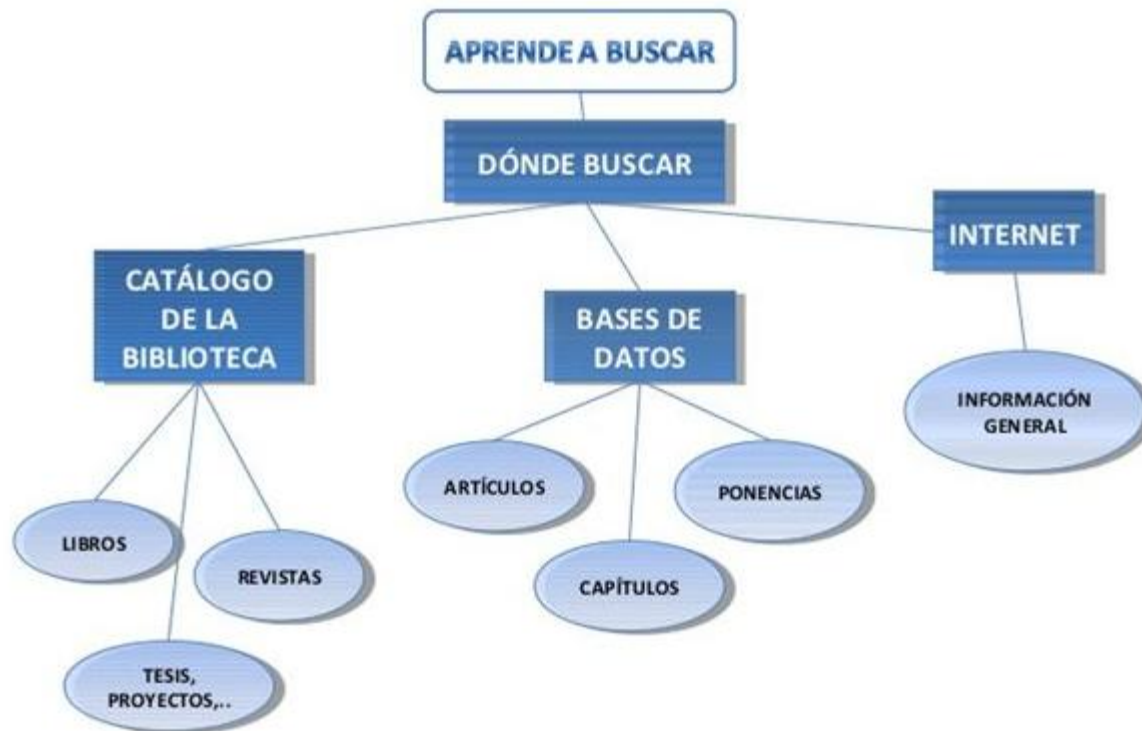 APRENDE A BUSCAR
DÓNDE BUSCAR
CATÁLOGO
DE LA
BIBLIOTECA
LIBROS
TESIS,
PROYECTOS,..
REVISTAS
BASES DE
DATOS
ARTÍCULOS
CAPÍTULOS
PONENCIAS
INTERNET
INFORMACIÓN
GENERAL